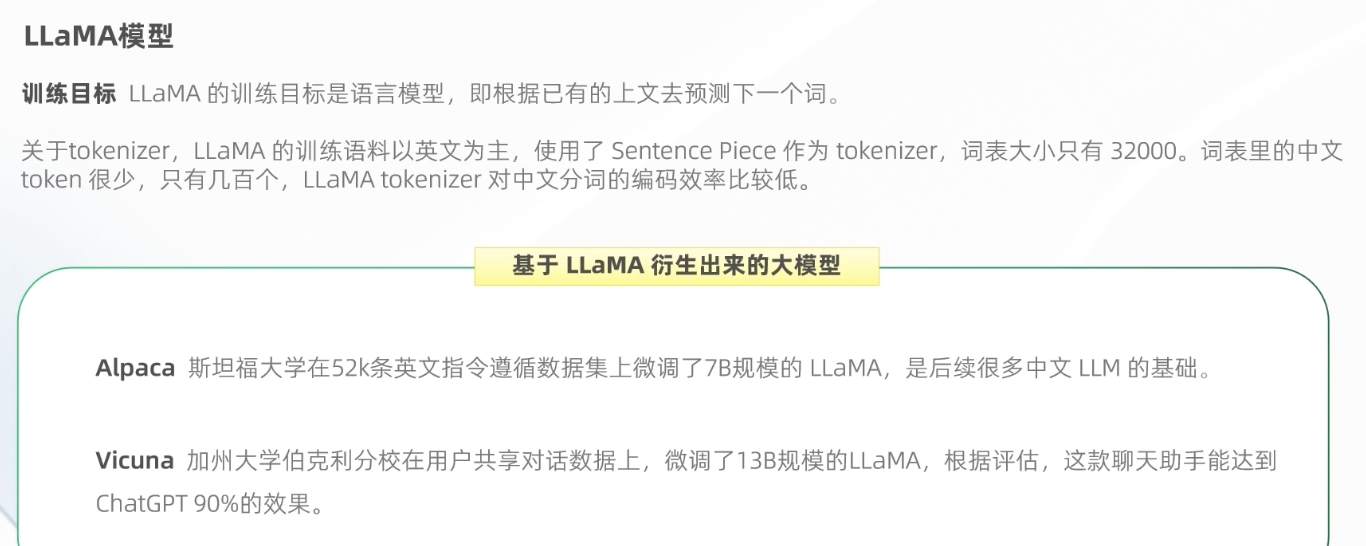 LLaMA模型
训练目标 LLaMA 的训练目标是语言模型，即根据已有的上文去预测下一个词。
关于tokenizer，LLaMA 的训练语料以英文为主，使用了 Sentence Piece 作为 tokenizer，词表大小只有 32000。词表里的中文
token 很少，只有几百个，LLaMA tokenizer 对中文分词的编码效率比较低。
基于 LLaMA 衍生出来的大模型
Alpaca 斯坦福大学在52k条英文指令遵循数据集上微调了7B规模的 LLaMA，是后续很多中文 LLM 的基础。
Vicuna 加州大学伯克利分校在用户共享对话数据上，微调了13B规模的LLaMA，根据评估，这款聊天助手能达到
ChatGPT 90%的效果。